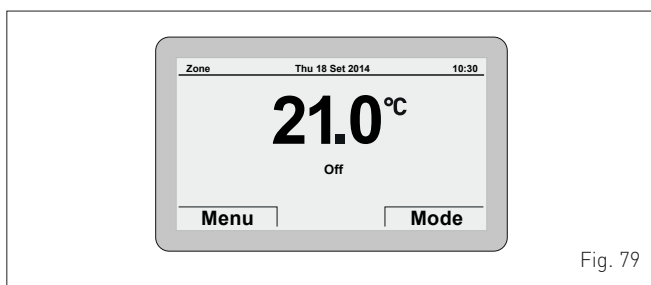 Zone Thu 18 Set 2014 10:30
21.0°C
Off
Menu Mode
Fig. 79